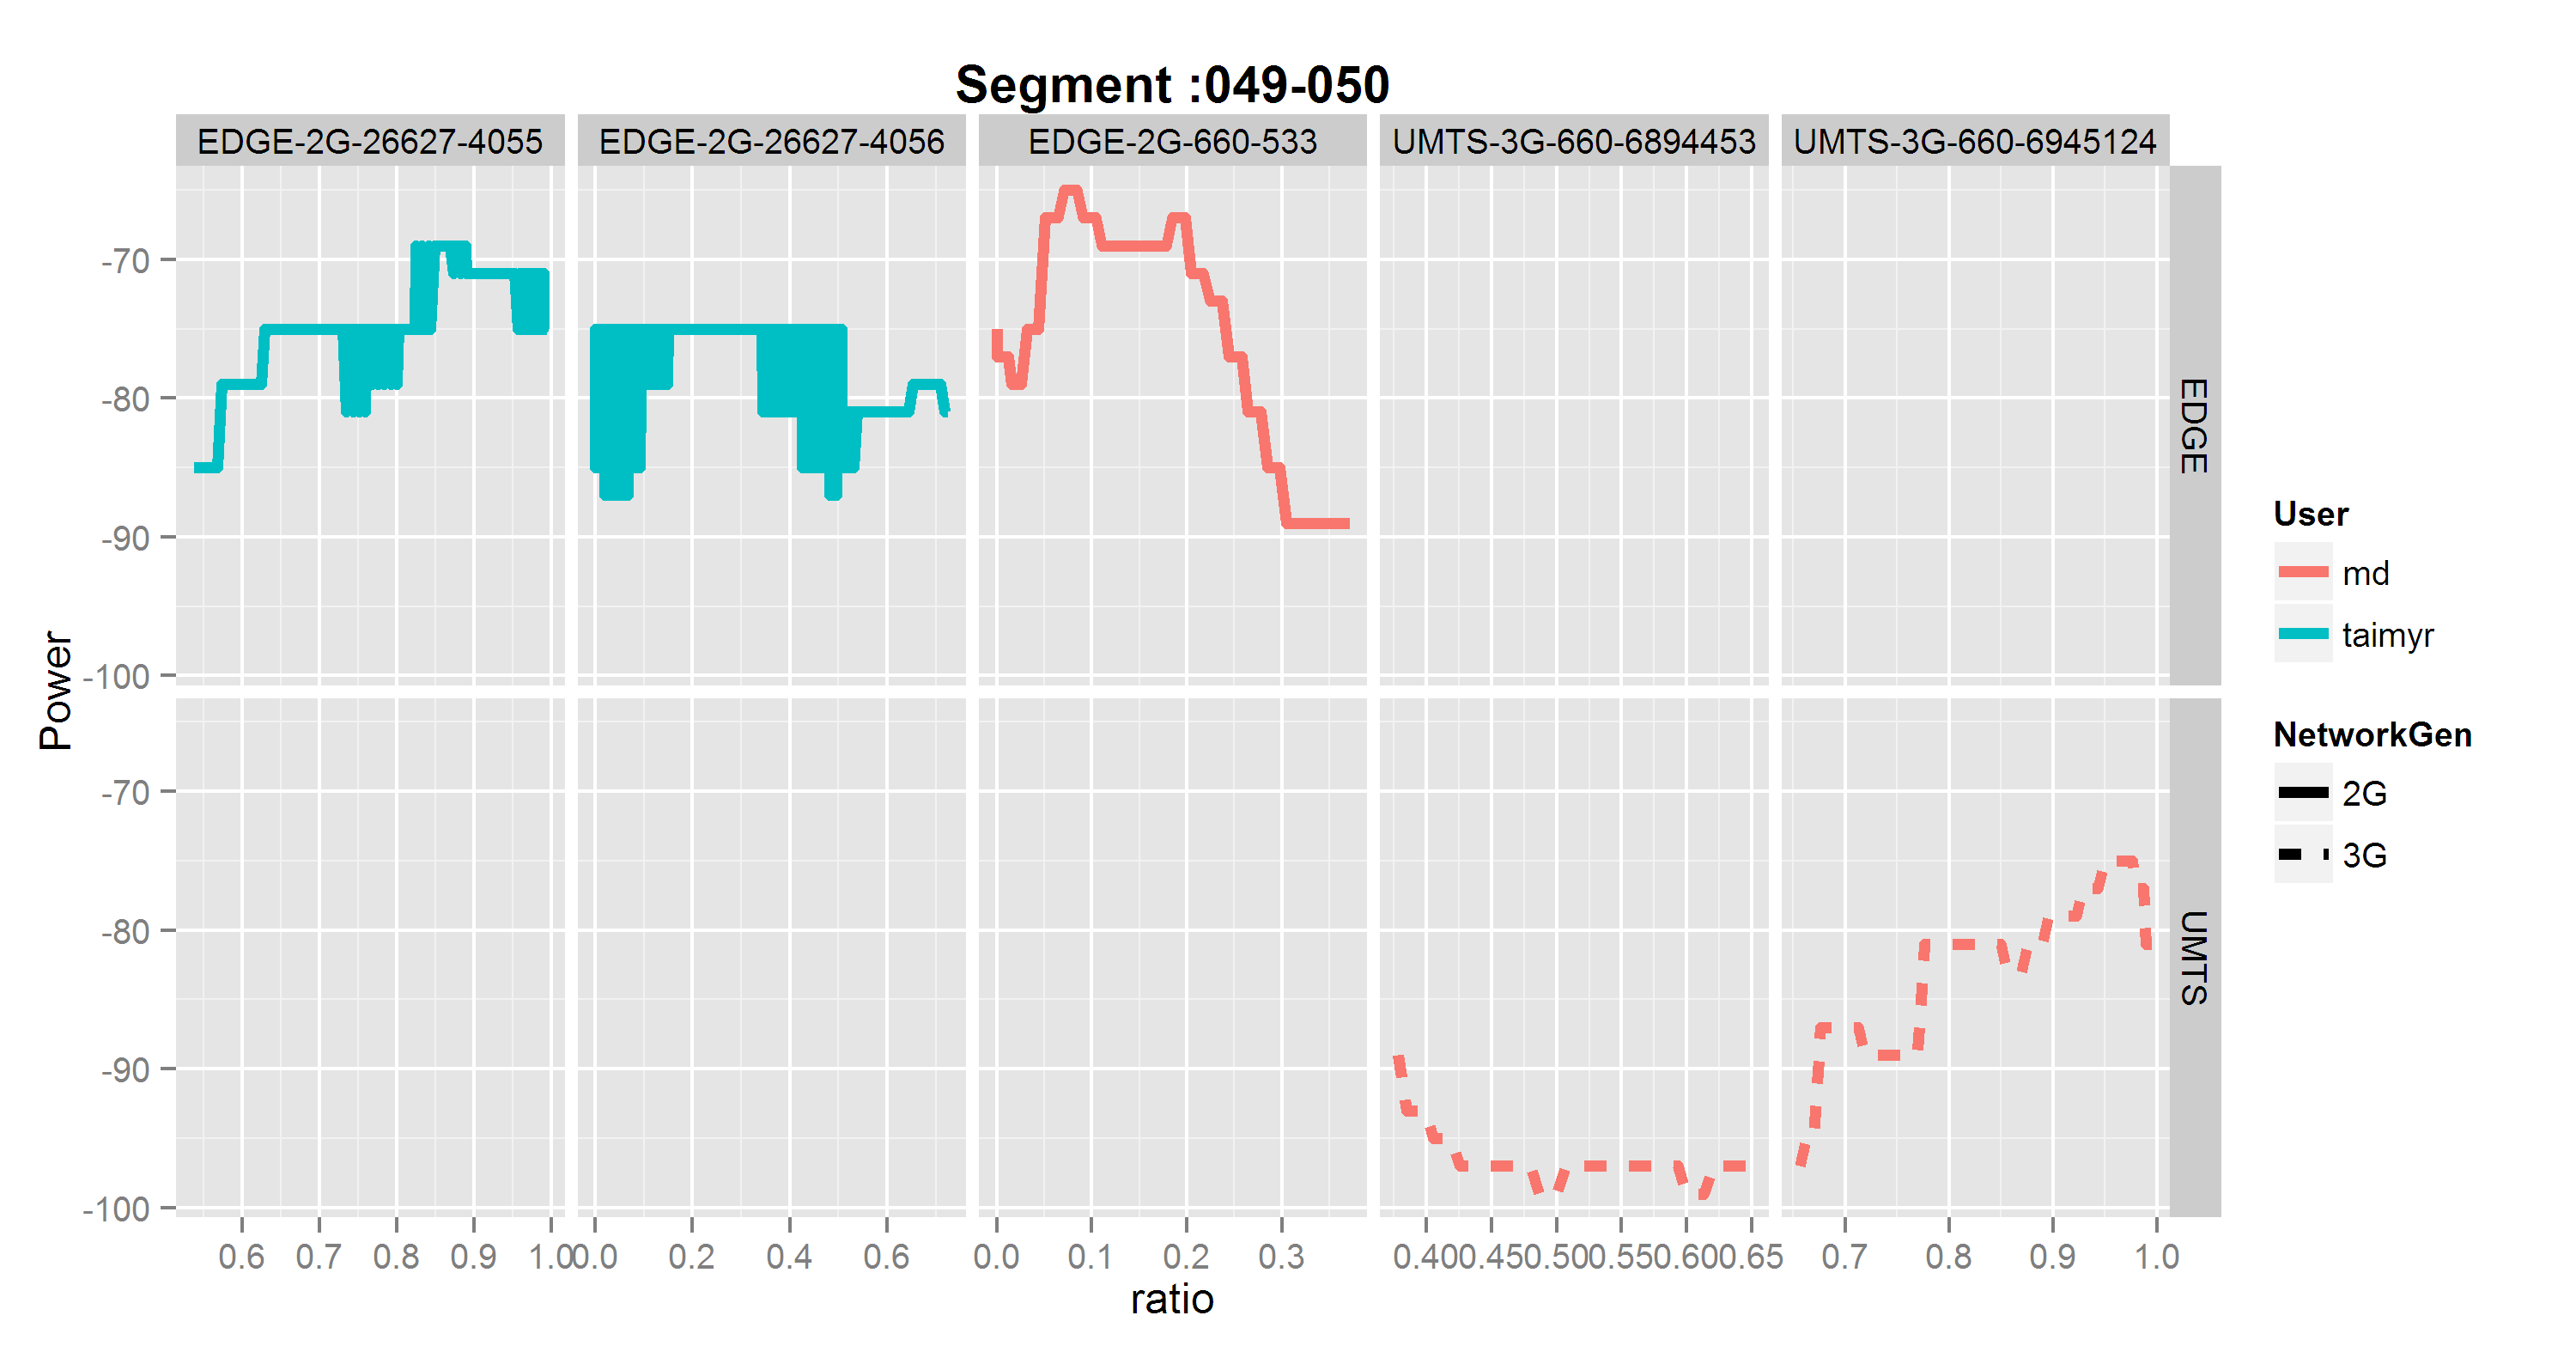 Segment :049-050
EDGE-2G-26627-4055 EDGE-2G-26627-4056 EDGE-2G-660-533 UMTS-3G-660-6894453 UMTS-3G-660-6945124
-70
-80
-90
-100
EDGE
Power
-70
-80
-90
-100
UMTS
0.6 0.7 0.8 0.9 1.0 0.0 0.2 0.4 0.6 0.0 0.1 0.2 0.3 0.40 0.45 0.50 0.55 0.60 0.65 0.7 0.8 0.9 1.0
ratio
User
md
taimyr
NetworkGen
2G
3G